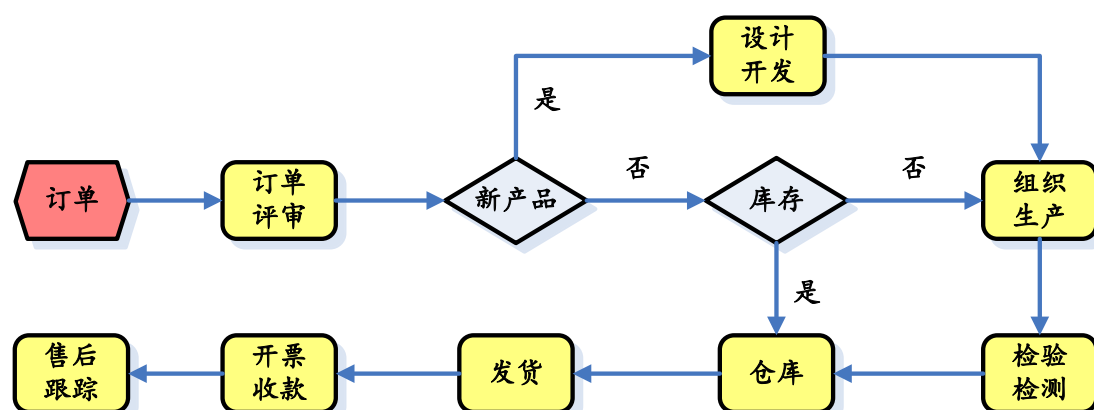 设计
开发
是
订单
订单
评审
新产品
否
库存
否
组织
生产
是
售后
跟踪
开票
收款
发货
仓库
检验
检测